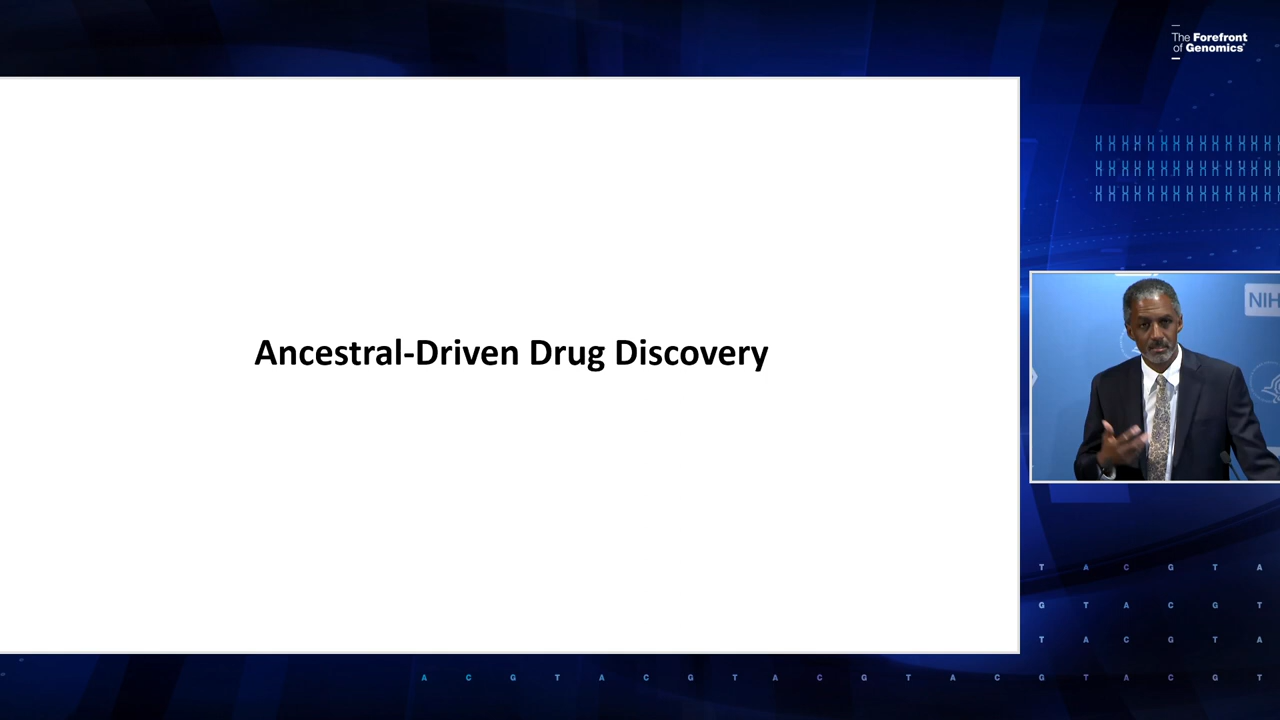 The Forefront
of Genomics®
Ancestral-Driven Drug Discovery
NIH
T A C G T A
G T A C G T
T A C G T A
A C G T A C G T A C G T A C G T A C G T